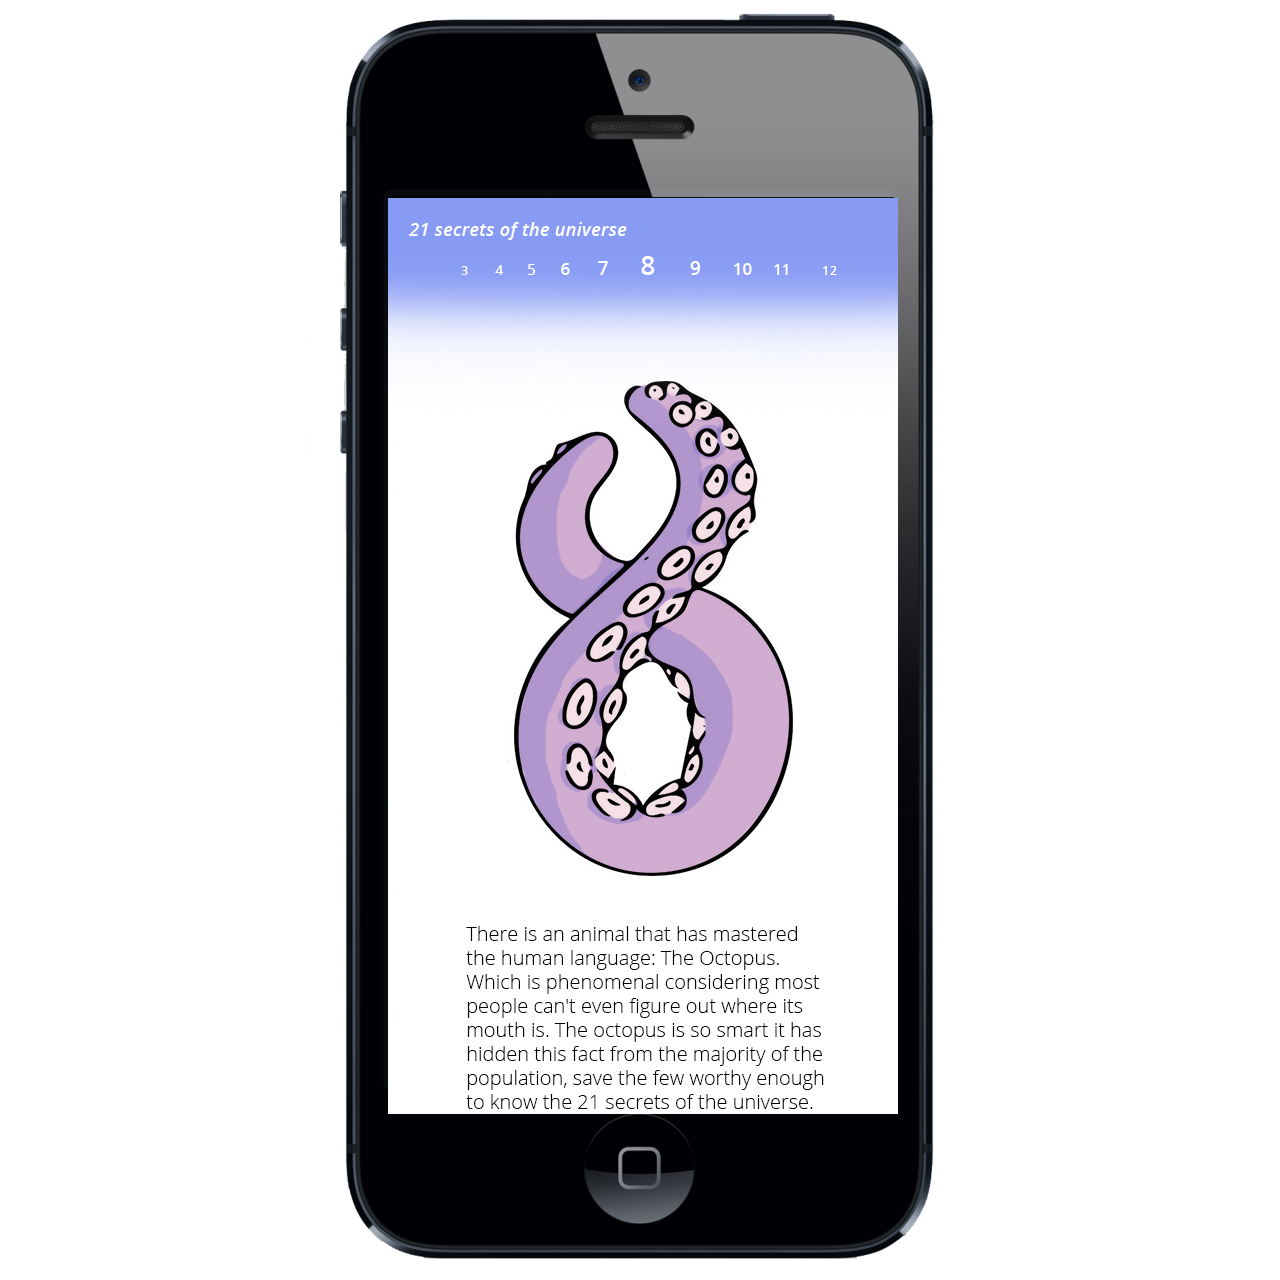 21 secrets of the universe
3 4 5 6 7 8 9 10 11 12
8
There is an animal that has mastered
the human language: The Octopus.
Which is phenomenal considering most
people can't even figure out where its
mouth is. The octopus is so smart it has
hidden this fact from the majority of the
population, save the few worthy enough
to know the 21 secrets of the universe.